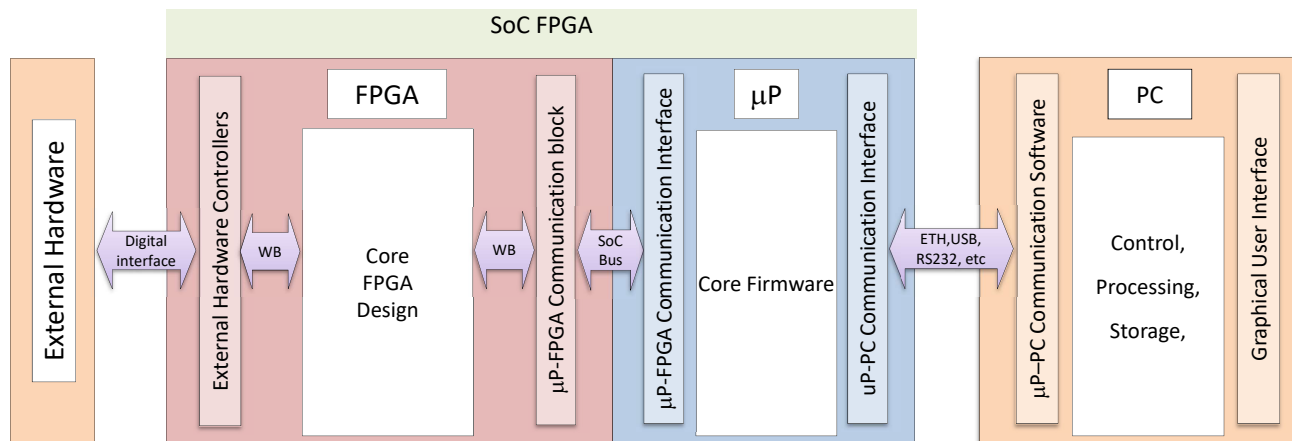 SoC FPGA
External Hardware
Digital
interface
FPGA
External Hardware Controllers
WB
Core
FPGA
Design
WB
μP-FPGA Communication block
SoC
Bus
μP
μP-FPGA Communication Interface
Core Firmware
uP-PC Communication Interface
ETH,USB,
RS232, etc
PC
μP–PC Communication Software
Control,
Processing,
Storage,
Graphical User Interface